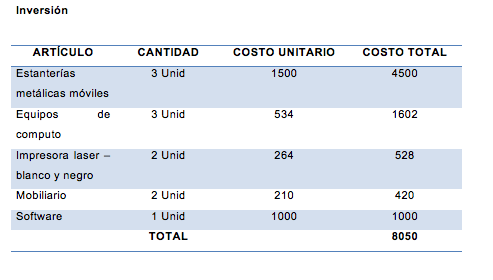 Inversión
ARTÍCULO CANTIDAD COSTO UNITARIO COSTO TOTAL
Estanterías 3 Unid 1500 4500
metálicas móviles
Equipos de 3 Unid 534 1602
computo
Impresora laser – 2 Unid 264 528
blanco y negro
Mobiliario 2 Unid 210 420
Software 1 Unid 1000 1000
TOTAL 8050